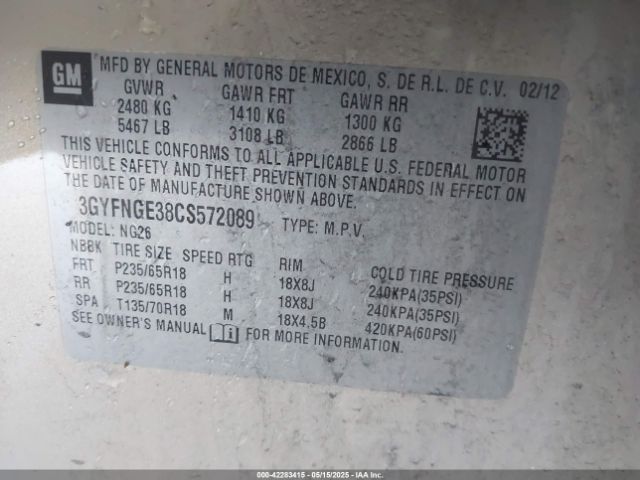 GM
MFD BY GENERAL MOTORS DE MEXICO, S. DE R.L. DE C.V. 02/12
GVWR GAWR FRT GAWR RR
2480 KG 1410 KG 1300 KG
5467 LB 3108 LB 2866 LB
THIS VEHICLE CONFORMS TO ALL APPLICABLE U.S. FEDERAL MOTOR
VEHICLE SAFETY AND THEFT PREVENTION STANDARDS IN EFFECT ON
THE DATE OF MANUFACTURE SHOWN ABOVE.
3GYFNGE38CS572089 TYPE: M.P.V.
MODEL: NG26
NBBK TIRE SIZE SPEED RTG RIM COLD TIRE PRESSURE
FRT P235/65R18 H 18X8J 240KPA(35PSI)
RR P235/65R18 H 18X8J 240KPA(35PSI)
SPA T135/70R18 M 18X4.5B 420KPA(60PSI)
SEE OWNER'S MANUAL FOR MORE INFORMATION.
000-42283415 - 05/15/2025 - IAAI.COM